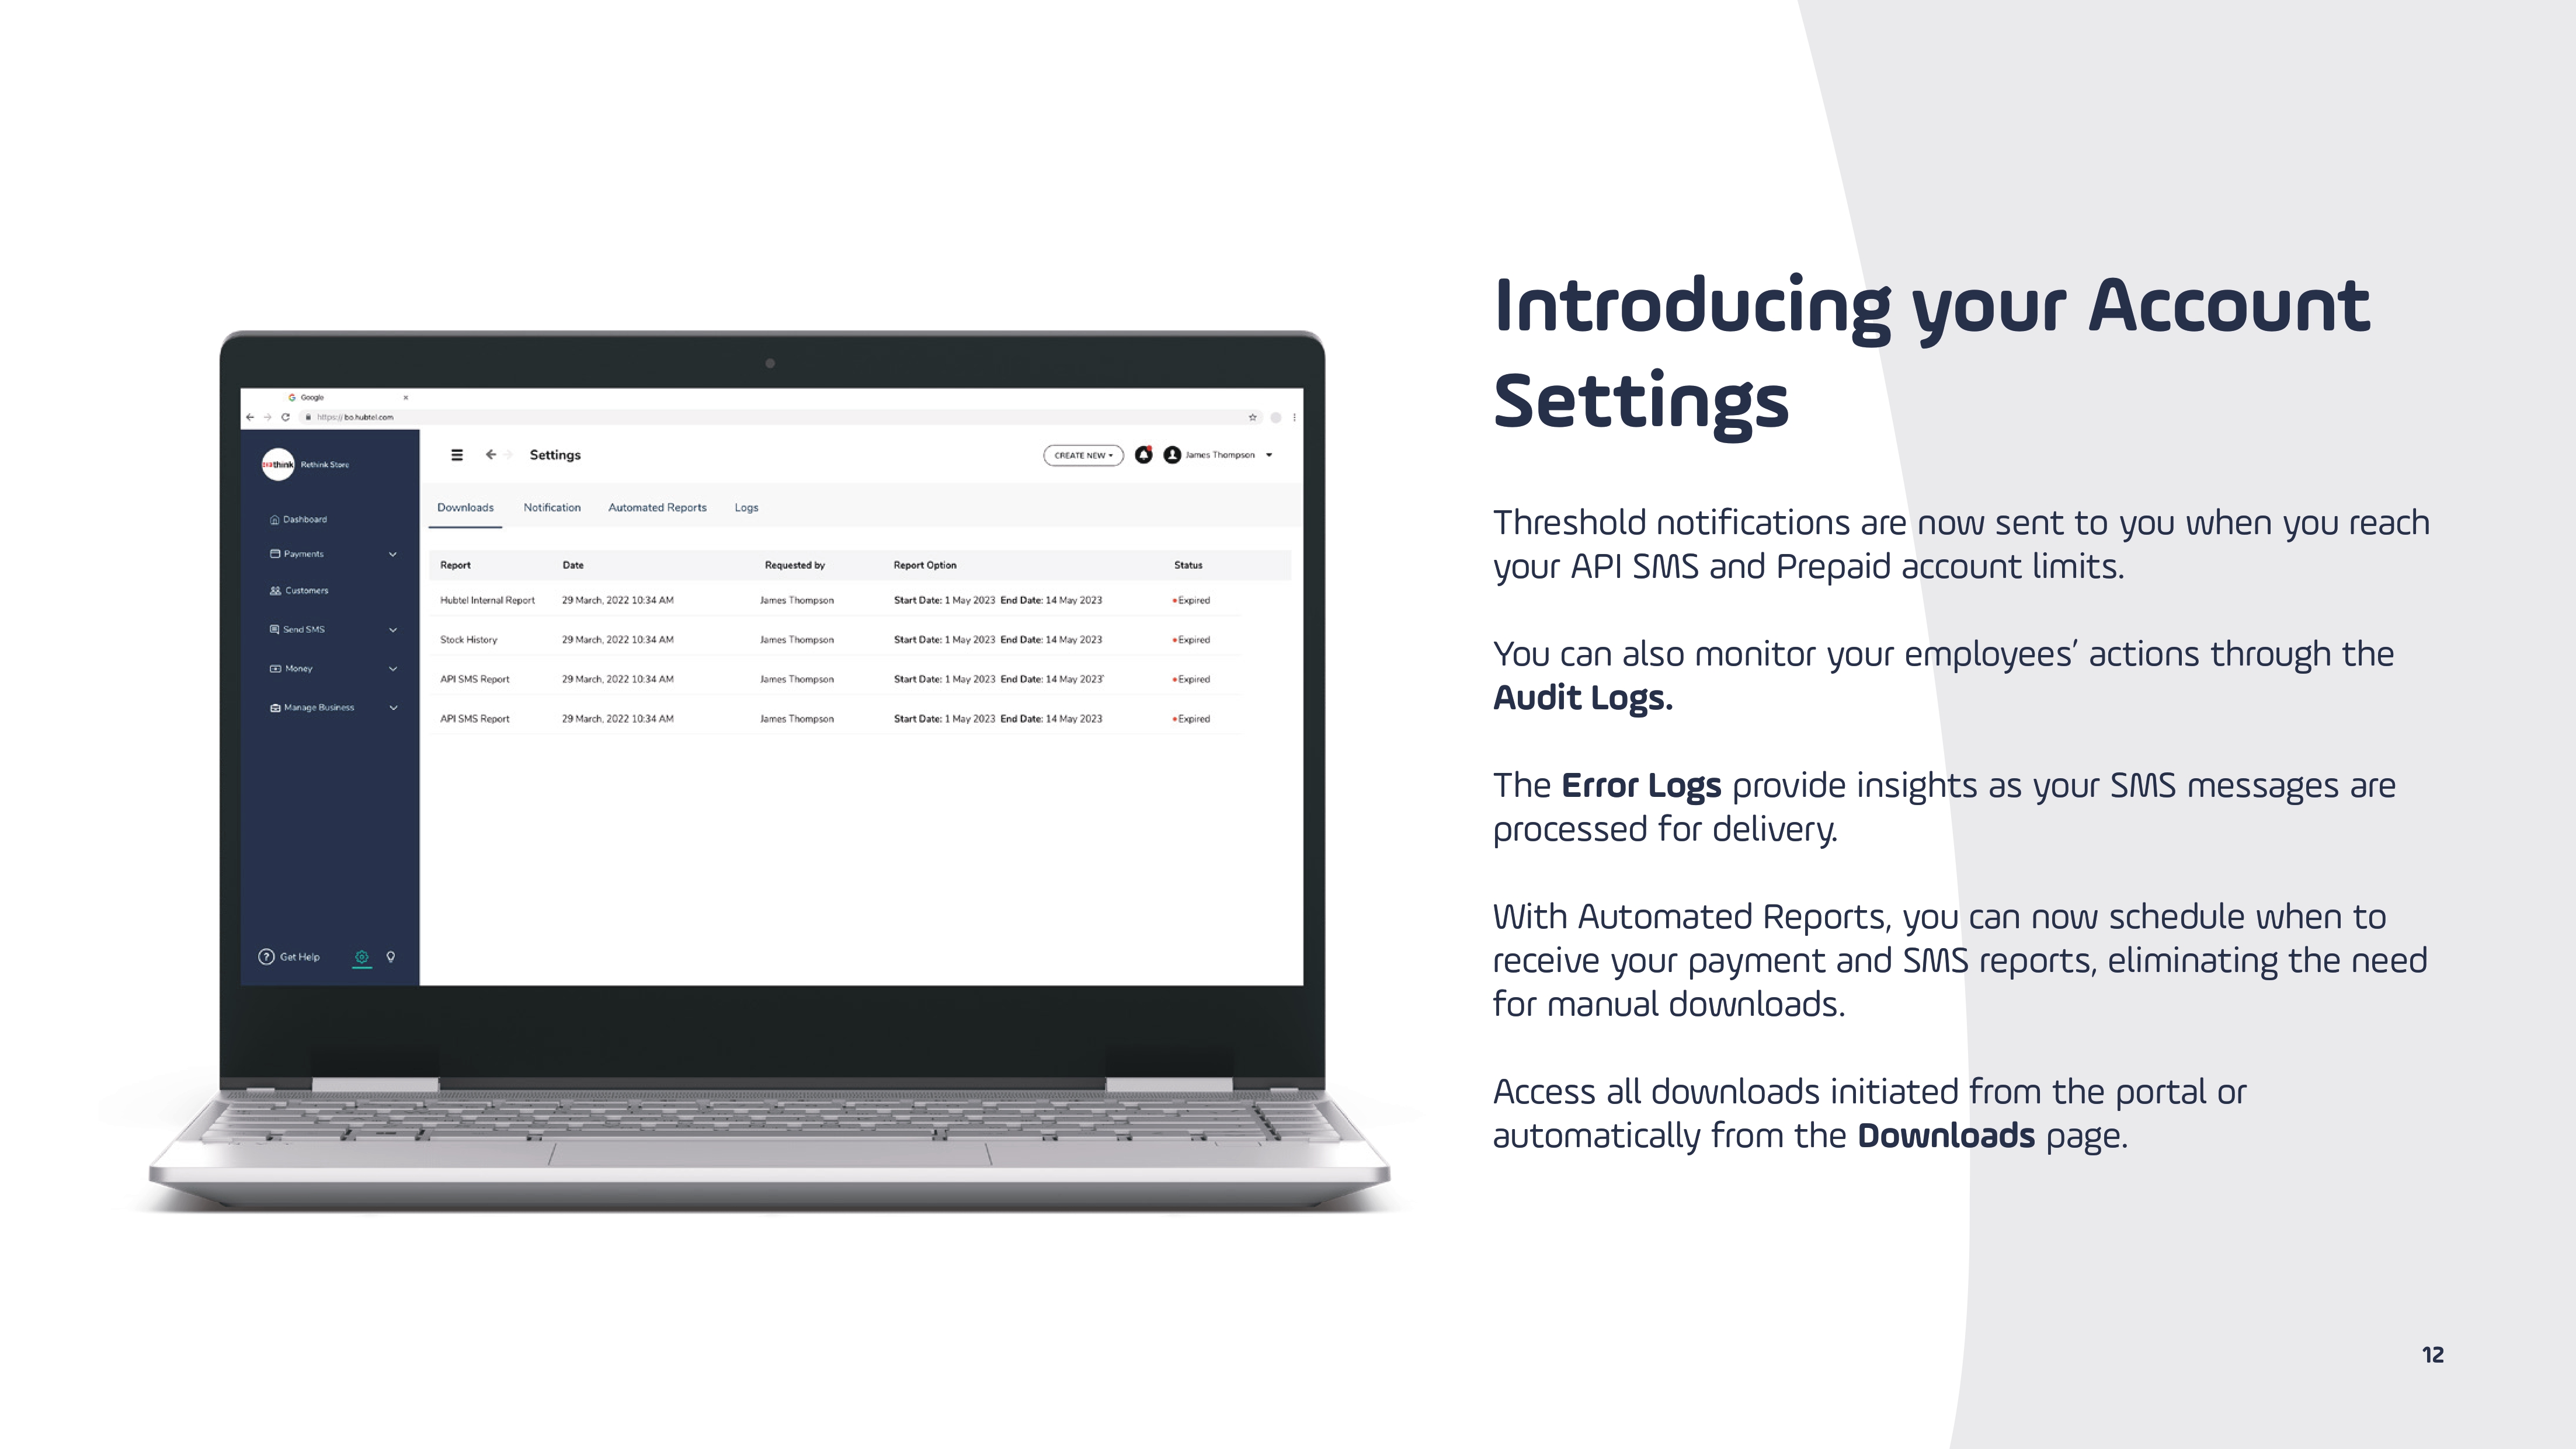 Google
https:// bo.hubtel.com
think
Rethink Store
Settings
CREATE NEW
James Thompson
Dashboard
Payments
Customers
Send SMS
Money
Manage Business
? Get Help
Downloads Notification Automated Reports Logs
Report Date Requested by Report Option Status
Hubtel Internal Report 29 March, 2022 10:34 AM James Thompson Start Date: 1 May 2023 End Date: 14 May 2023 Expired
Stock History 29 March, 2022 10:34 AM James Thompson Start Date: 1 May 2023 End Date: 14 May 2023 Expired
API SMS Report 29 March, 2022 10:34 AM James Thompson Start Date: 1 May 2023 End Date: 14 May 2023' Expired
API SMS Report 29 March, 2022 10:34 AM James Thompson Start Date: 1 May 2023 End Date: 14 May 2023 Expired
Introducing your Account
Settings
Threshold notifications are now sent to you when you reach
your API SMS and Prepaid account limits.
You can also monitor your employees’ actions through the
Audit Logs.
The Error Logs provide insights as your SMS messages are
processed for delivery.
With Automated Reports, you can now schedule when to
receive your payment and SMS reports, eliminating the need
for manual downloads.
Access all downloads initiated from the portal or
automatically from the Downloads page.
12